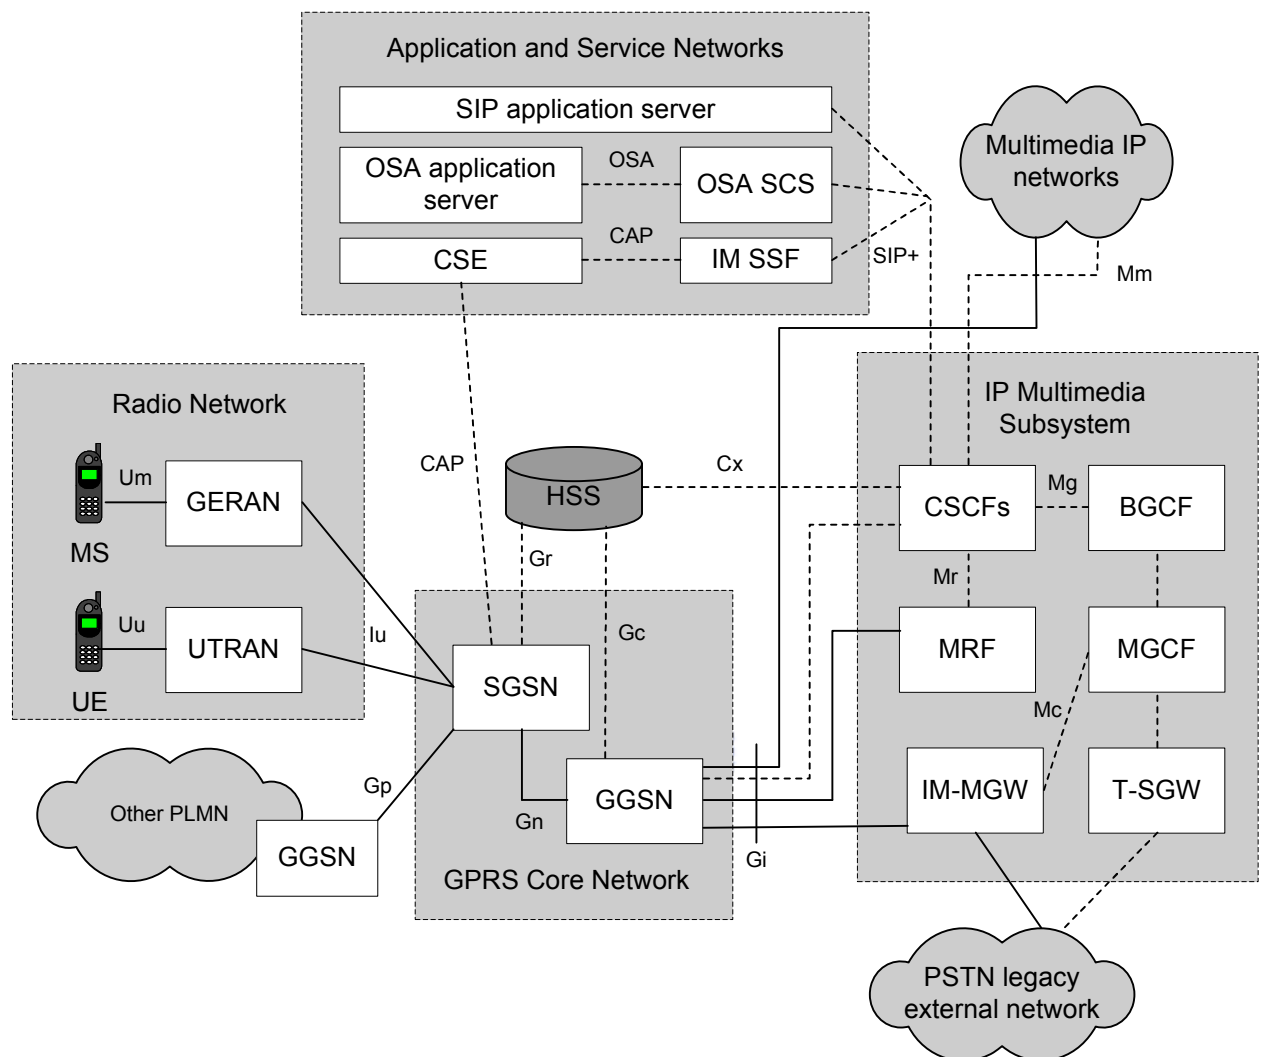 Application and Service Networks
SIP application server
OSA application
server
OSA
OSA SCS
CSE
CAP
IM SSF
SIP+
Multimedia IP
networks
Mm
Radio Network
Um
GERAN
MS
Uu
UTRAN
UE
Iu
CAP
HSS
Cx
Gr
Gc
IP Multimedia
Subsystem
CSCFs
Mg
BGCF
Mr
MRF
MGCF
Mc
IM-MGW
T-SGW
SGSN
Gn
GGSN
Gi
GPRS Core Network
Gp
Other PLMN
GGSN
PSTN legacy
external network